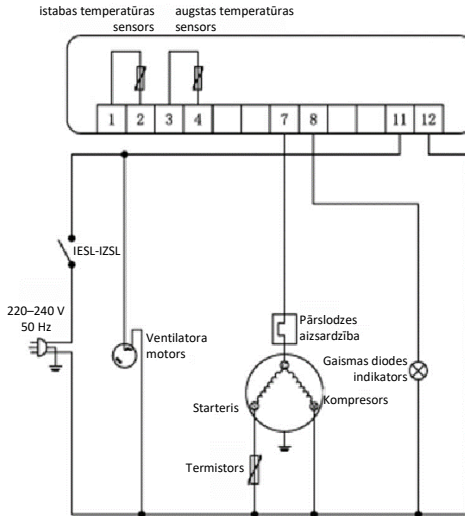 istabas temperatūras
sensors
augstas temperatūras
sensors
1 2 3 4 7 8 11 12
IESL-IZSL
220–240 V
50 Hz
Ventilatora
motors
Pārslodzes
aizsardzība
Gaismas diodes
indikators
Starteris
Kompresors
Termistors